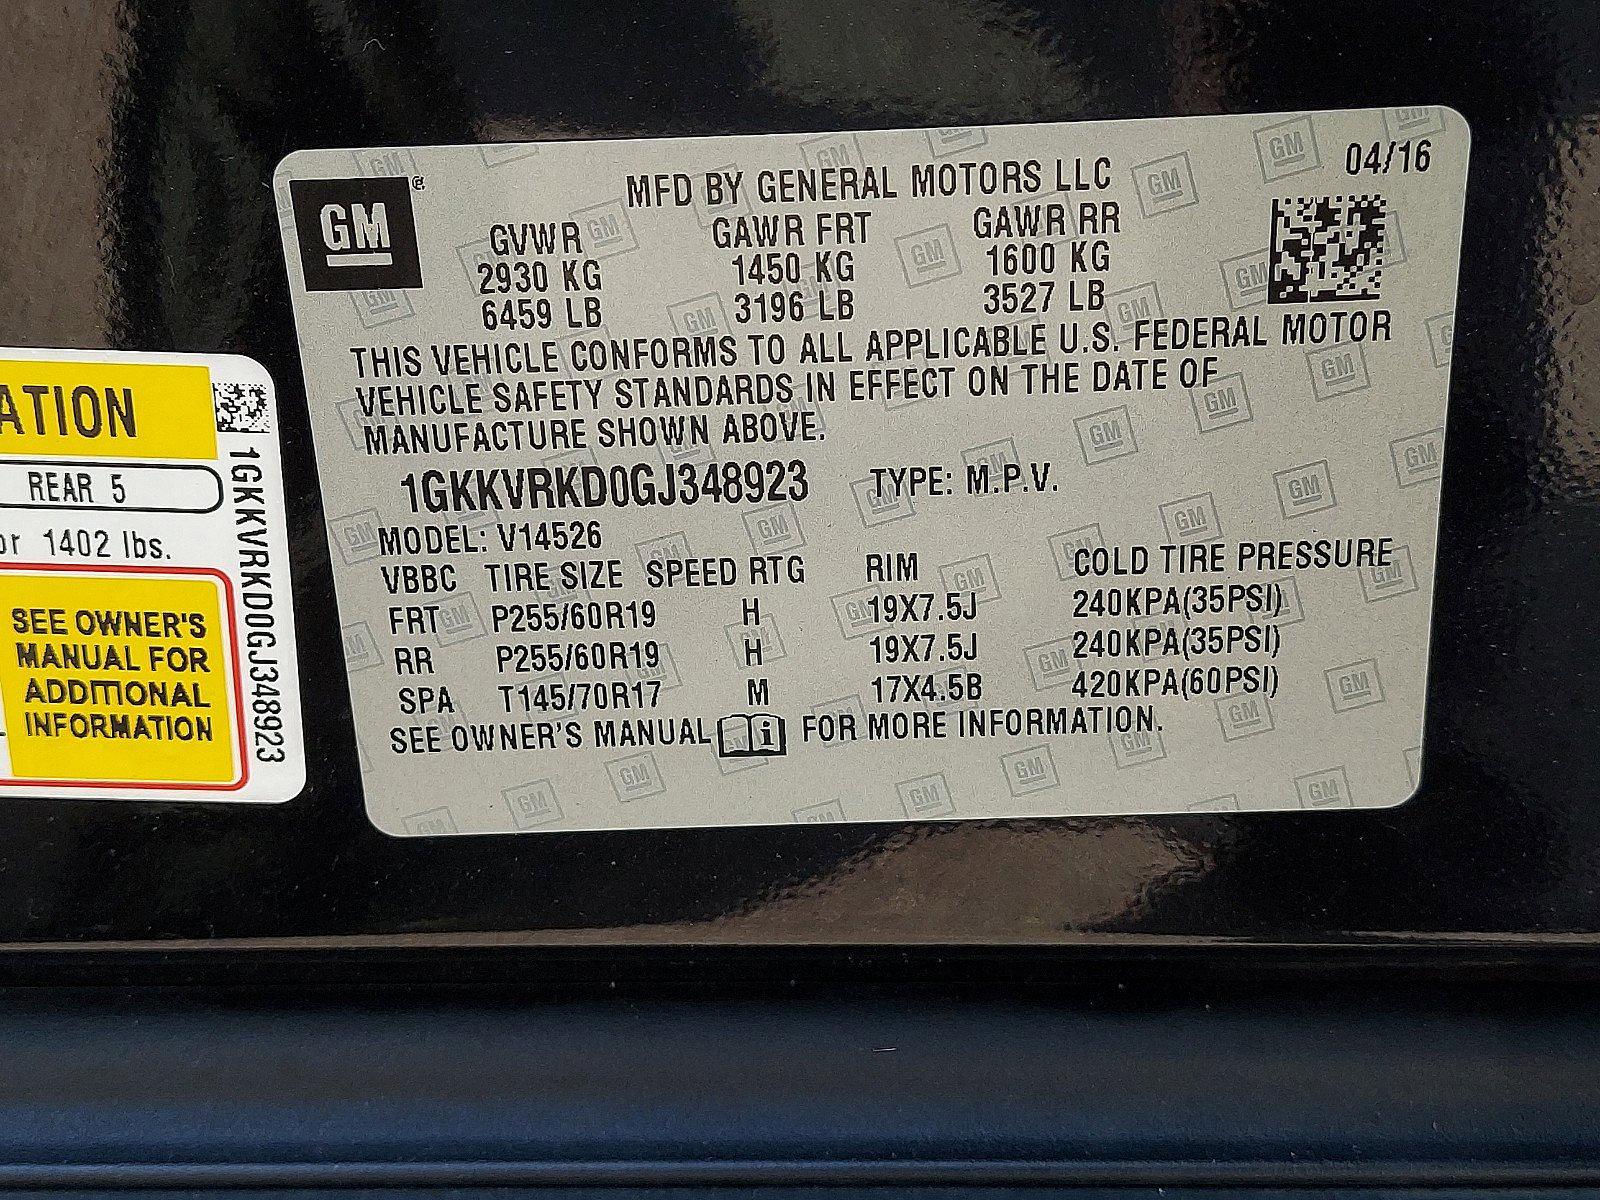 GM
MFD BY GENERAL MOTORS LLC
04/16
GVWR GAWR FRT GAWR RR
2930 KG 1450 KG 1600 KG
6459 LB 3196 LB 3527 LB
THIS VEHICLE CONFORMS TO ALL APPLICABLE U.S. FEDERAL MOTOR
VEHICLE SAFETY STANDARDS IN EFFECT ON THE DATE OF
MANUFACTURE SHOWN ABOVE.
1GKKVRKD0GJ348923 TYPE: M.P.V.
MODEL: V14526
VBBC TIRE SIZE SPEED RTG RIM COLD TIRE PRESSURE
FRT P255/60R19 H 19X7.5J 240KPA(35PSI)
RR P255/60R19 H 19X7.5J 240KPA(35PSI)
SPA T145/70R17 M 17X4.5B 420KPA(60PSI)
SEE OWNER'S MANUAL FOR MORE INFORMATION.
ATION
REAR 5
or 1402 lbs.
SEE OWNER'S
MANUAL FOR
ADDITIONAL
INFORMATION
1GKKVRKD0GJ348923